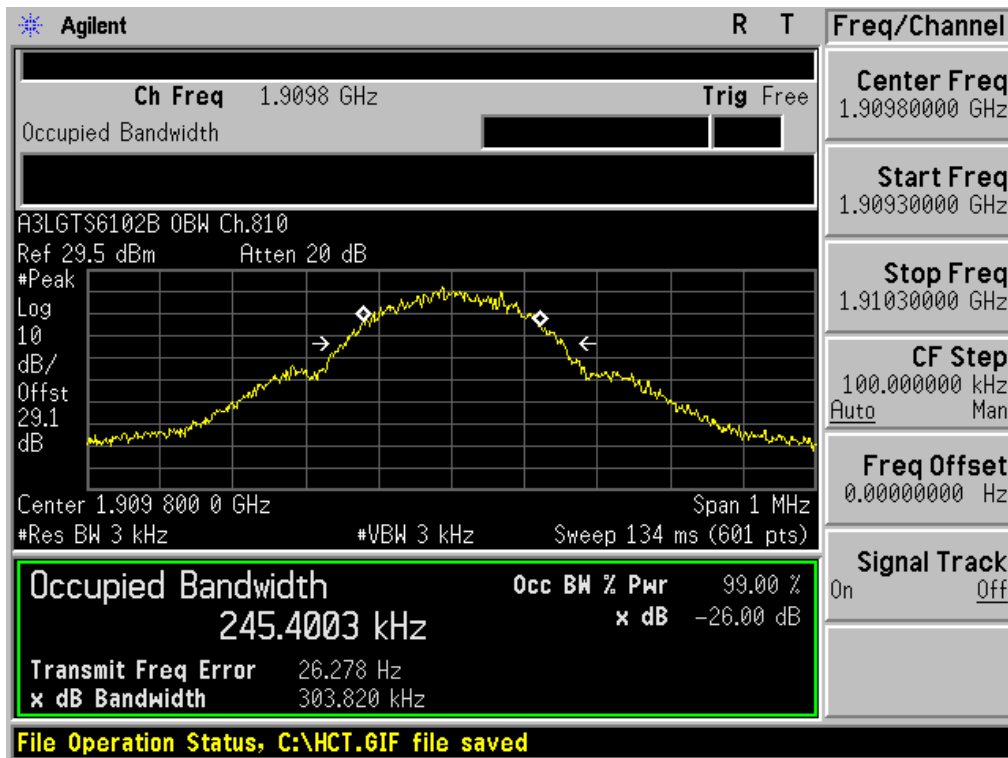 Agilent R T
Ch Freq 1.9098 GHz Trig Free
Occupied Bandwidth
A3LGTS6102B OBW Ch.810
Ref 29.5 dBm Atten 20 dB
#Peak
Log
10
dB/
Offst
29.1
dB
Center 1.909 800 0 GHz Span 1 MHz
#Res BW 3 kHz #VBW 3 kHz Sweep 134 ms (601 pts)
Occupied Bandwidth
245.4003 kHz
Occ BW % Pwr 99.00 %
x dB -26.00 dB
Transmit Freq Error 26.278 Hz
x dB Bandwidth 303.820 kHz
File Operation Status, C:\HCT.GIF file saved
Freq/Channel
Center Freq
1.90980000 GHz
Start Freq
1.90930000 GHz
Stop Freq
1.91030000 GHz
CF Step
100.000000 kHz
Auto Man
Freq Offset
0.00000000 Hz
Signal Track
On Off